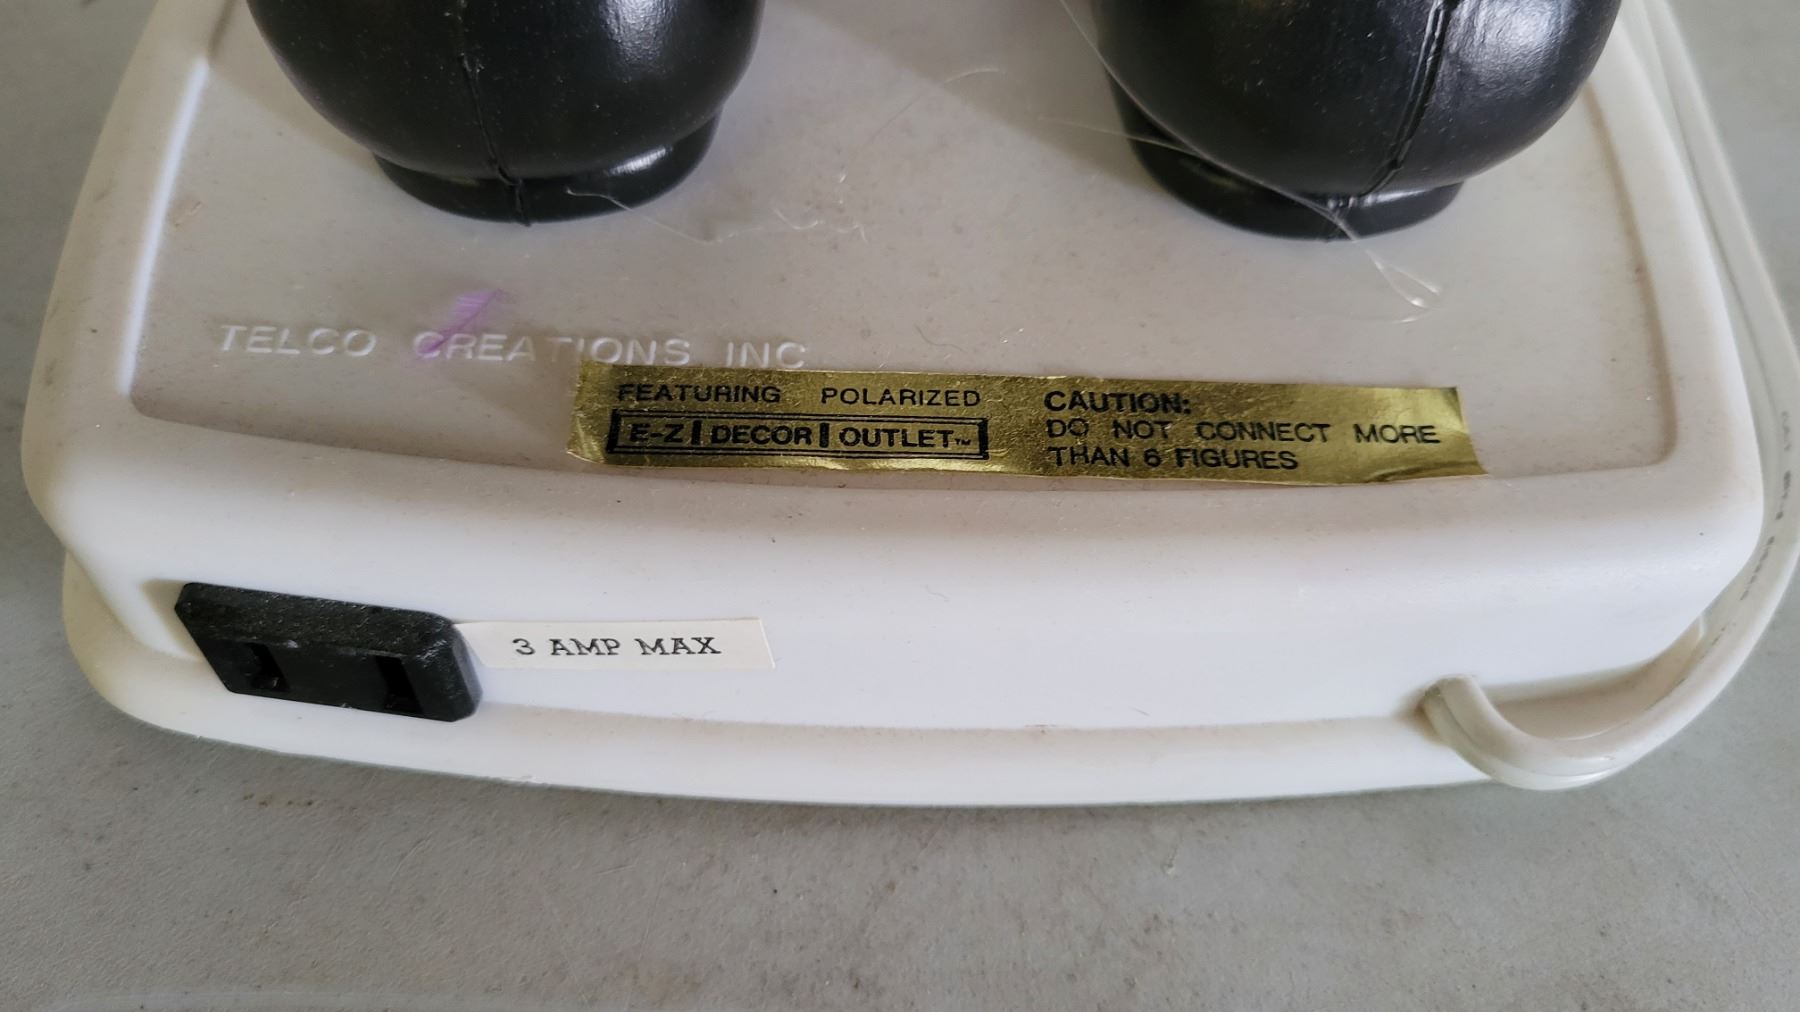 TELCO CREATIONS INC
FEATURING POLARIZED
E-Z DECOR OUTLET™
CAUTION:
DO NOT CONNECT MORE
THAN 6 FIGURES
3 AMP MAX